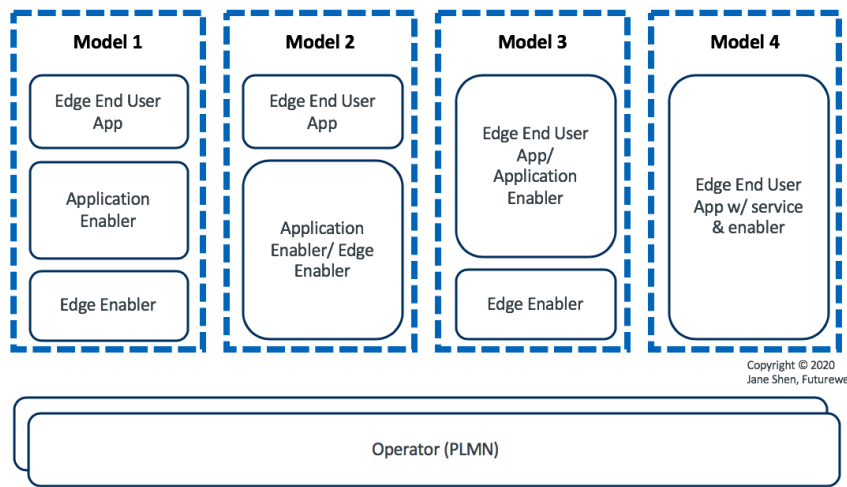 Model 1
Edge End User
App
Application
Enabler
Edge Enabler
Model 2
Edge End User
App
Application
Enabler/ Edge
Enabler
Model 3
Edge End User
App/
Application
Enabler
Edge Enabler
Model 4
Edge End User
App w/ service
& enabler
Copyright © 2020
Jane Shen, Futurewe
Operator (PLMN)